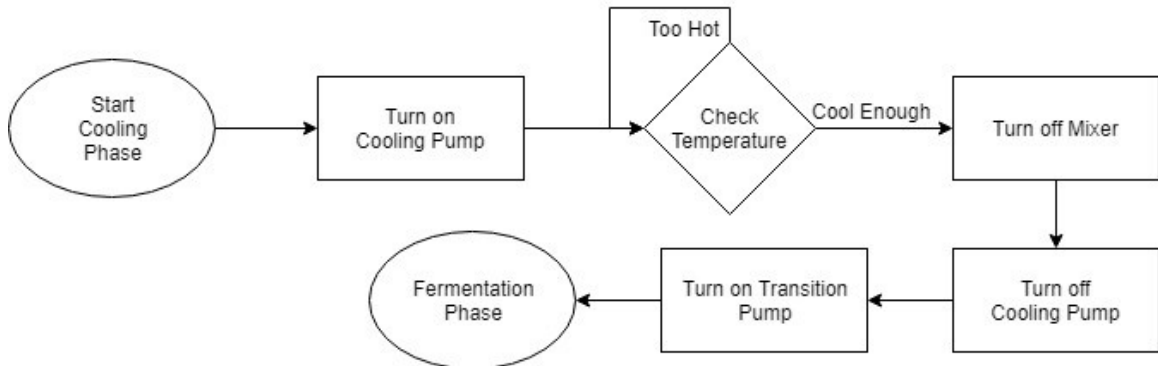 Start
Cooling
Phase
Turn on
Cooling Pump
Too Hot
Check
Temperature
Cool Enough
Turn off Mixer
Turn off
Cooling Pump
Turn on Transition
Pump
Fermentation
Phase